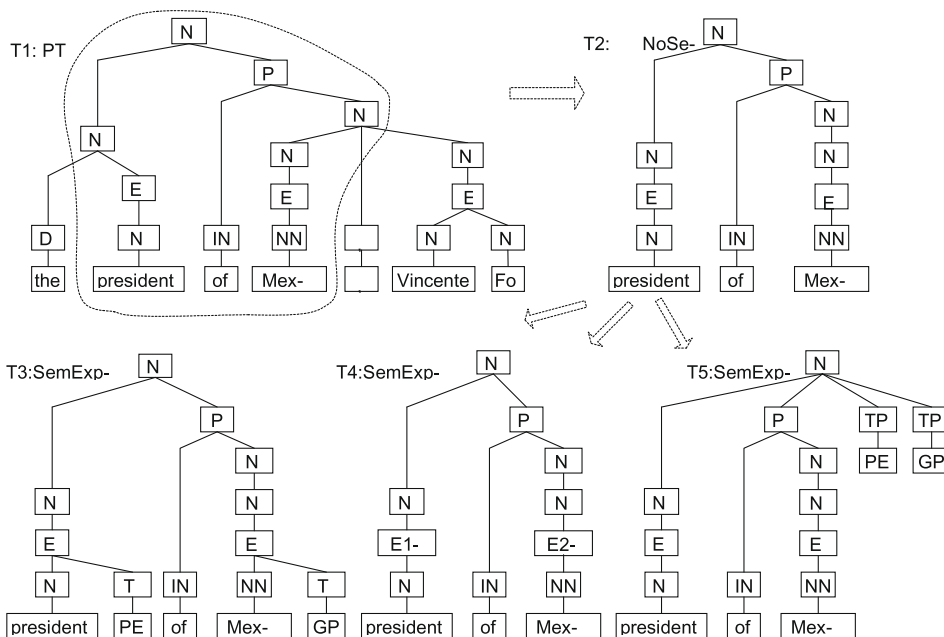 N
T1: PT
P
N
N
N
N
E
E
E
D
N
IN
NN
N
N
the
president
of
Mex-
,
Vincente
Fo
T2: NoSe-
N
P
N
N
N
E
E
N
IN
NN
president
of
Mex-
T3:SemExp-
N
P
N
N
N
E
E
N
T
IN
NN
T
president
PE
of
Mex-
GP
T4:SemExp-
N
P
N
N
N
E1-
E2-
N
IN
NN
president
of
Mex-
T5:SemExp-
N
P
TP
TP
PE
GP
N
N
N
E
E
N
IN
NN
president
of
Mex-